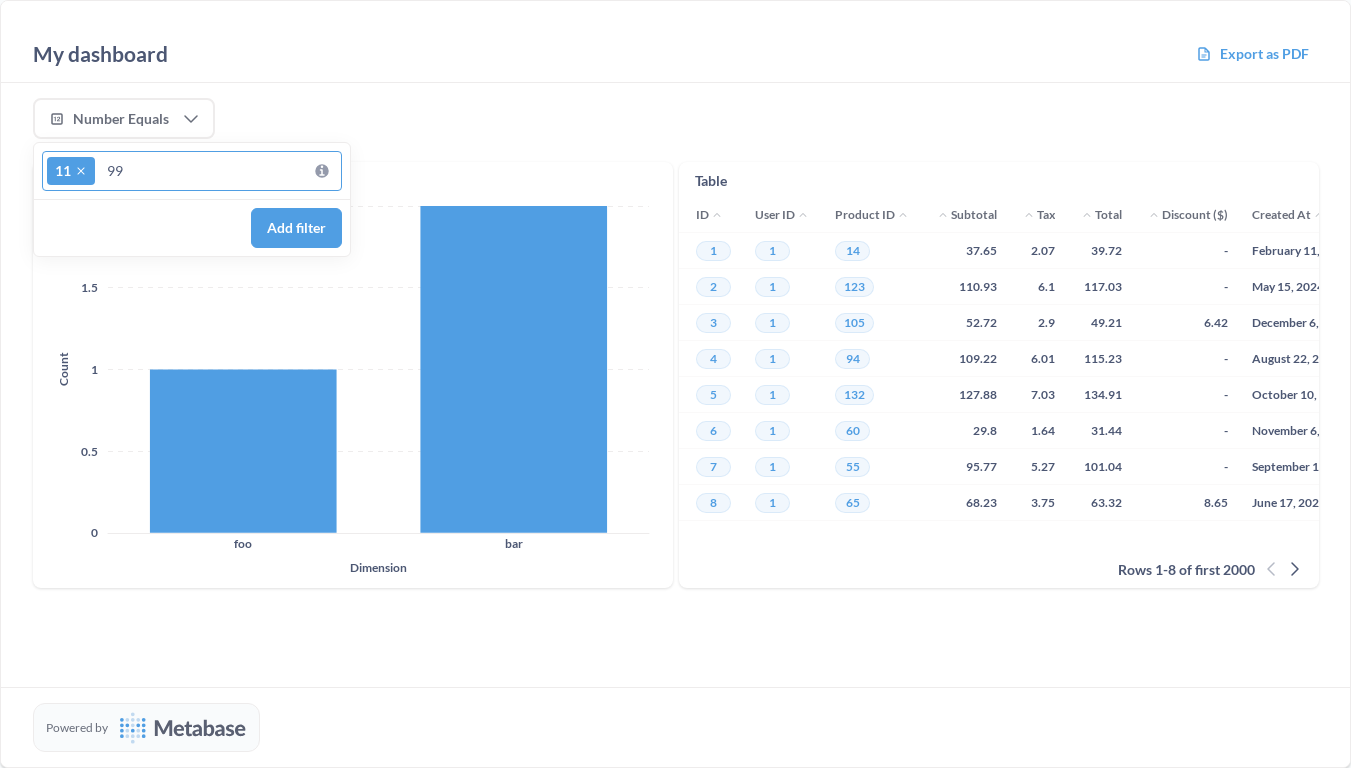 My dashboard
Export as PDF
Number Equals
11 99
Add filter
1.5
1
0.5
0
Count
foo bar
Dimension
Table
ID User ID Product ID Subtotal Tax Total Discount ($) Created At
1 1 14 37.65 2.07 39.72 - February 11,
2 1 123 110.93 6.1 117.03 - May 15, 2024
3 1 105 52.72 2.9 49.21 6.42 December 6,
4 1 94 109.22 6.01 115.23 - August 22, 2
5 1 132 127.88 7.03 134.91 - October 10,
6 1 60 29.8 1.64 31.44 - November 6,
7 1 55 95.77 5.27 101.04 - September 1
8 1 65 68.23 3.75 63.32 8.65 June 17, 202
Rows 1-8 of first 2000
Powered by Metabase